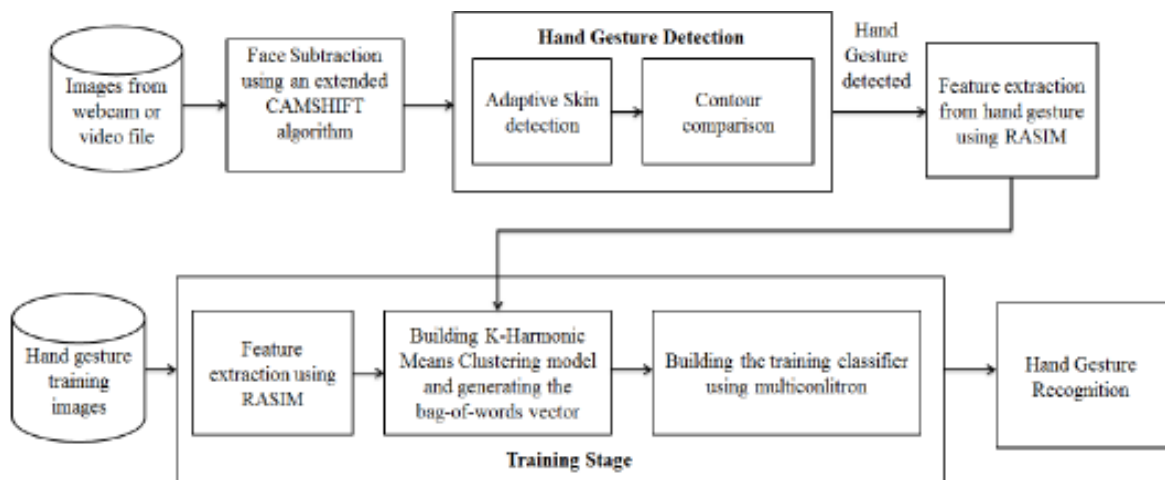 Images from
webcam or
video file
Face Subtraction
using an extended
CAMSHIFT
algorithm
Hand Gesture Detection
Adaptive Skin
detection
Contour
comparison
Hand
Gesture
detected
Feature extraction
from hand gesture
using RASIM
Hand gesture
training
images
Feature
extraction using
RASIM
Building K-Harmonic
Means Clustering model
and generating the
bag-of-words vector
Building the training classifier
using multiconlitron
Training Stage
Hand Gesture
Recognition